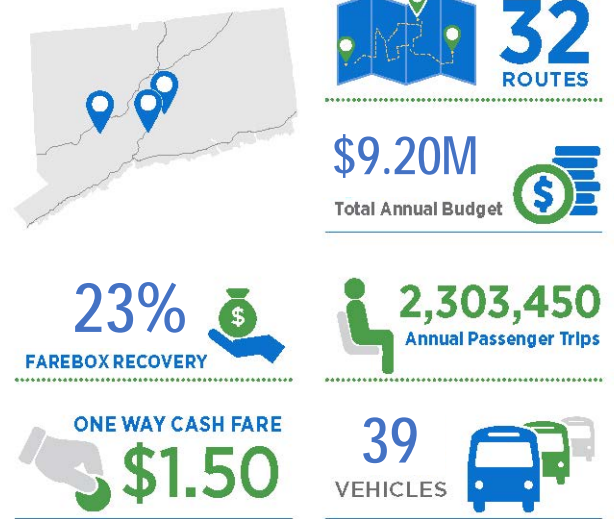 32
ROUTES
$9.20M
Total Annual Budget
$
23%
FAREBOX RECOVERY
$
2,303,450
Annual Passenger Trips
ONE WAY CASH FARE
$1.50
39
VEHICLES